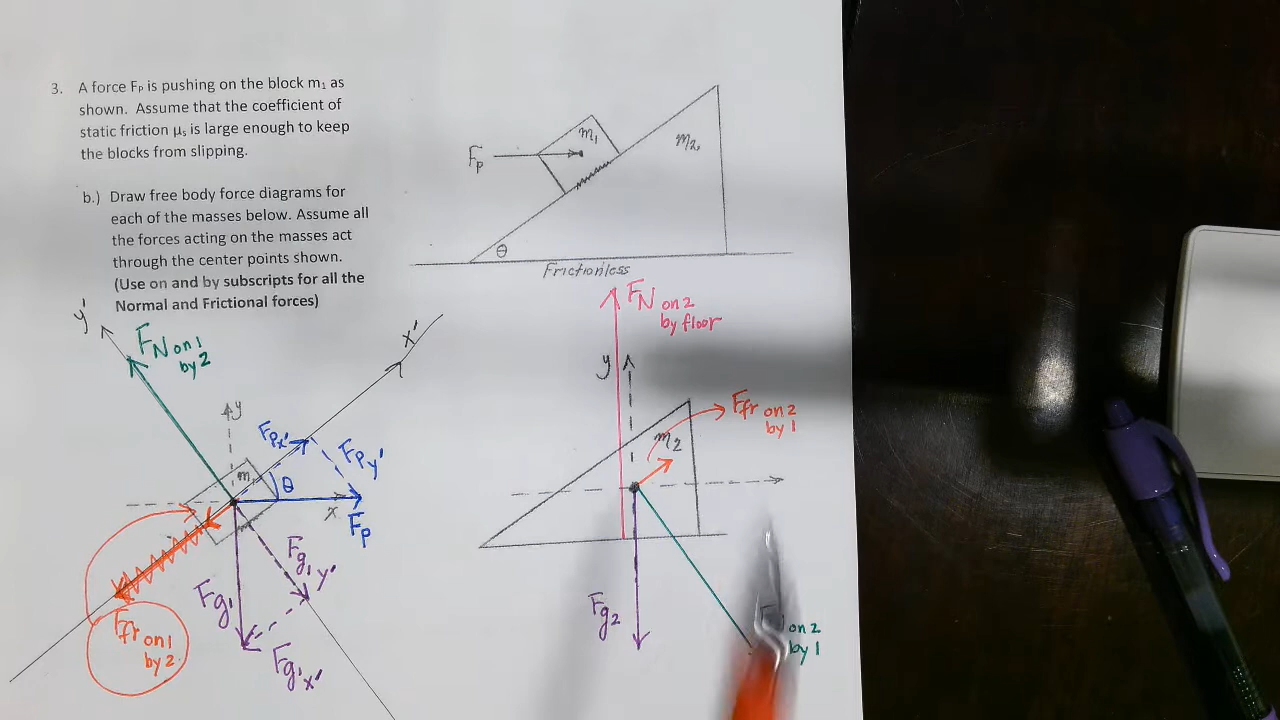 3. A force Fₚ is pushing on the block m₁ as
shown. Assume that the coefficient of
static friction μₛ is large enough to keep
the blocks from slipping.
b.) Draw free body force diagrams for
each of the masses below. Assume all
the forces acting on the masses act
through the center points shown.
(Use on and by subscripts for all the
Normal and Frictional forces)
Fp
m₁
m₂
θ
Frictionless
y'
x'
FN on 1
by 2
y
Fpx'
Fpy'
m₁
θ
x
Fp
Fg₁
Fg₁y'
Fg₁x'
Ffr on 1
by 2
FN on 2
by floor
y
Ffr on 2
by 1
m₂
Fg₂
on 2
by 1